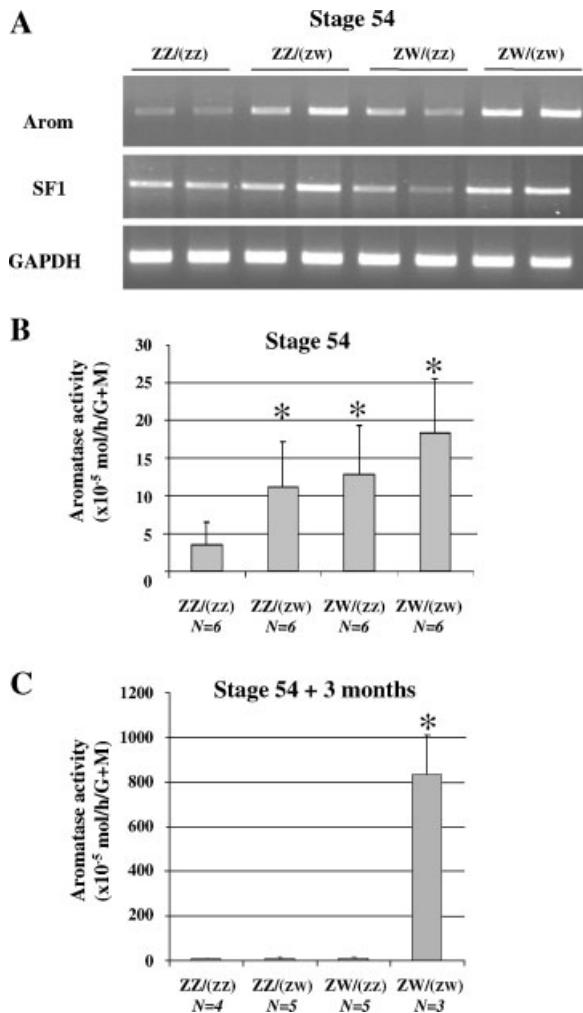 A
Stage 54
ZZ/(zz) ZZ/(zw) ZW/(zz) ZW/(zw)
Arom
SF1
GAPDH
B
Stage 54
Aromatase activity
(x10⁻⁵ mol/h/G+M)
30
25
20
15
10
5
0
* * *
ZZ/(zz) ZZ/(zw) ZW/(zz) ZW/(zw)
N=6 N=6 N=6 N=6
C
Stage 54 + 3 months
Aromatase activity
(x10⁻⁵ mol/h/G+M)
1200
1000
800
600
400
200
0
*
ZZ/(zz) ZZ/(zw) ZW/(zz) ZW/(zw)
N=4 N=5 N=5 N=3